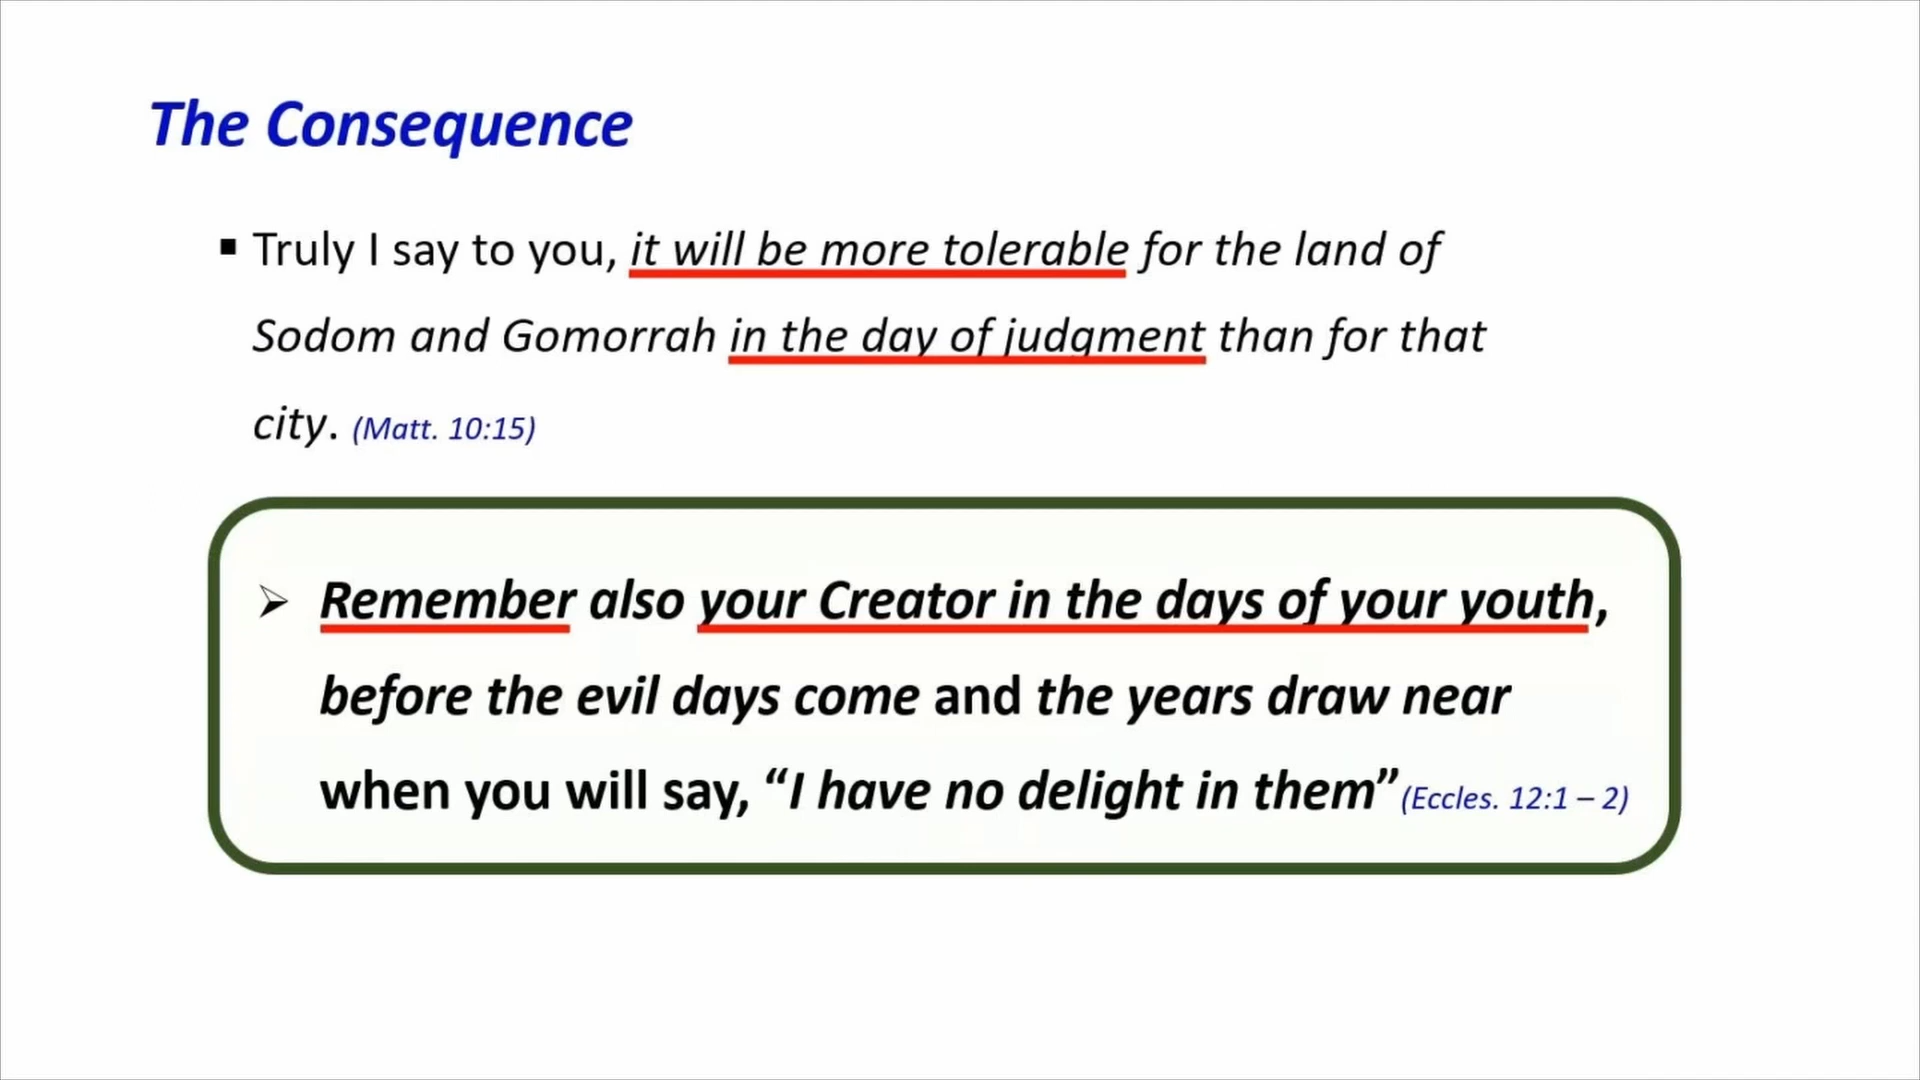 The Consequence
▪ Truly I say to you, it will be more tolerable for the land of
Sodom and Gomorrah in the day of judgment than for that
city. (Matt. 10:15)
➢ Remember also your Creator in the days of your youth,
before the evil days come and the years draw near
when you will say, “I have no delight in them” (Eccles. 12:1 – 2)